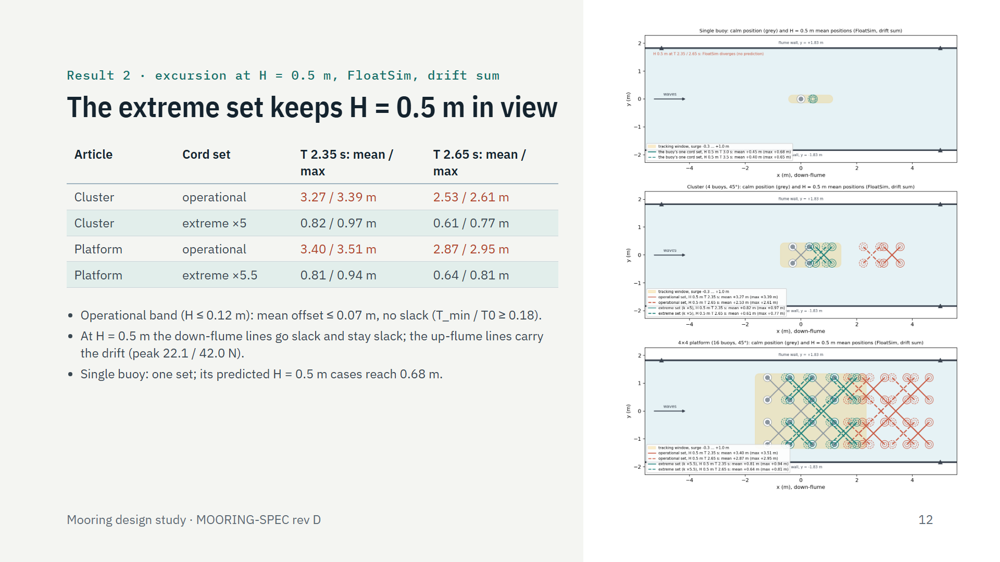 Result 2 · excursion at H = 0.5 m, FloatSim, drift sum
The extreme set keeps H = 0.5 m in view
Article Cord set T 2.35 s: mean / max T 2.65 s: mean / max
Cluster operational 3.27 / 3.39 m 2.53 / 2.61 m
Cluster extreme ×5 0.82 / 0.97 m 0.61 / 0.77 m
Platform operational 3.40 / 3.51 m 2.87 / 2.95 m
Platform extreme ×5.5 0.81 / 0.94 m 0.64 / 0.81 m
• Operational band (H ≤ 0.12 m): mean offset ≤ 0.07 m, no slack (T_min / T0 ≥ 0.18).
• At H = 0.5 m the down-flume lines go slack and stay slack; the up-flume lines carry
the drift (peak 22.1 / 42.0 N).
• Single buoy: one set; its predicted H = 0.5 m cases reach 0.68 m.
Mooring design study · MOORING-SPEC rev D
Single buoy: calm position (grey) and H = 0.5 m mean positions (FloatSim, drift sum)
flume wall, y = +1.83 m
H 0.5 m at T 2.35 / 2.65 s: FloatSim diverges (no prediction)
waves
y (m)
2
1
0
−1
−2
tracking window, surge -0.3 ... +1.0 m
the buoy's one cord set, H 0.5 m T 3.0 s: mean +0.45 m (max +0.68 m)
the buoy's one cord set, H 0.5 m T 3.5 s: mean +0.40 m (max +0.65 m)
wall, y = -1.83 m
−4 −2 0 2 4
x (m), down-flume
Cluster (4 buoys, 45°): calm position (grey) and H = 0.5 m mean positions (FloatSim, drift sum)
flume wall, y = +1.83 m
waves
y (m)
2
1
0
−1
−2
tracking window, surge -0.3 ... +1.0 m
operational set, H 0.5 m T 2.35 s: mean +3.27 m (max +3.39 m)
operational set, H 0.5 m T 2.65 s: mean +2.53 m (max +2.61 m)
extreme set (k ×5), H 0.5 m T 2.35 s: mean +0.82 m (max +0.97 m)
extreme set (k ×5), H 0.5 m T 2.65 s: mean +0.61 m (max +0.77 m)
wall, y = -1.83 m
−4 −2 0 2 4
x (m), down-flume
4×4 platform (16 buoys, 45°): calm position (grey) and H = 0.5 m mean positions (FloatSim, drift sum)
flume wall, y = +1.83 m
waves
y (m)
2
1
0
−1
−2
tracking window, surge -0.3 ... +1.0 m
operational set, H 0.5 m T 2.35 s: mean +3.40 m (max +3.51 m)
operational set, H 0.5 m T 2.65 s: mean +2.87 m (max +2.95 m)
extreme set (k ×5.5), H 0.5 m T 2.35 s: mean +0.81 m (max +0.94 m)
extreme set (k ×5.5), H 0.5 m T 2.65 s: mean +0.64 m (max +0.81 m)
wall, y = -1.83 m
−4 −2 0 2 4
x (m), down-flume
12